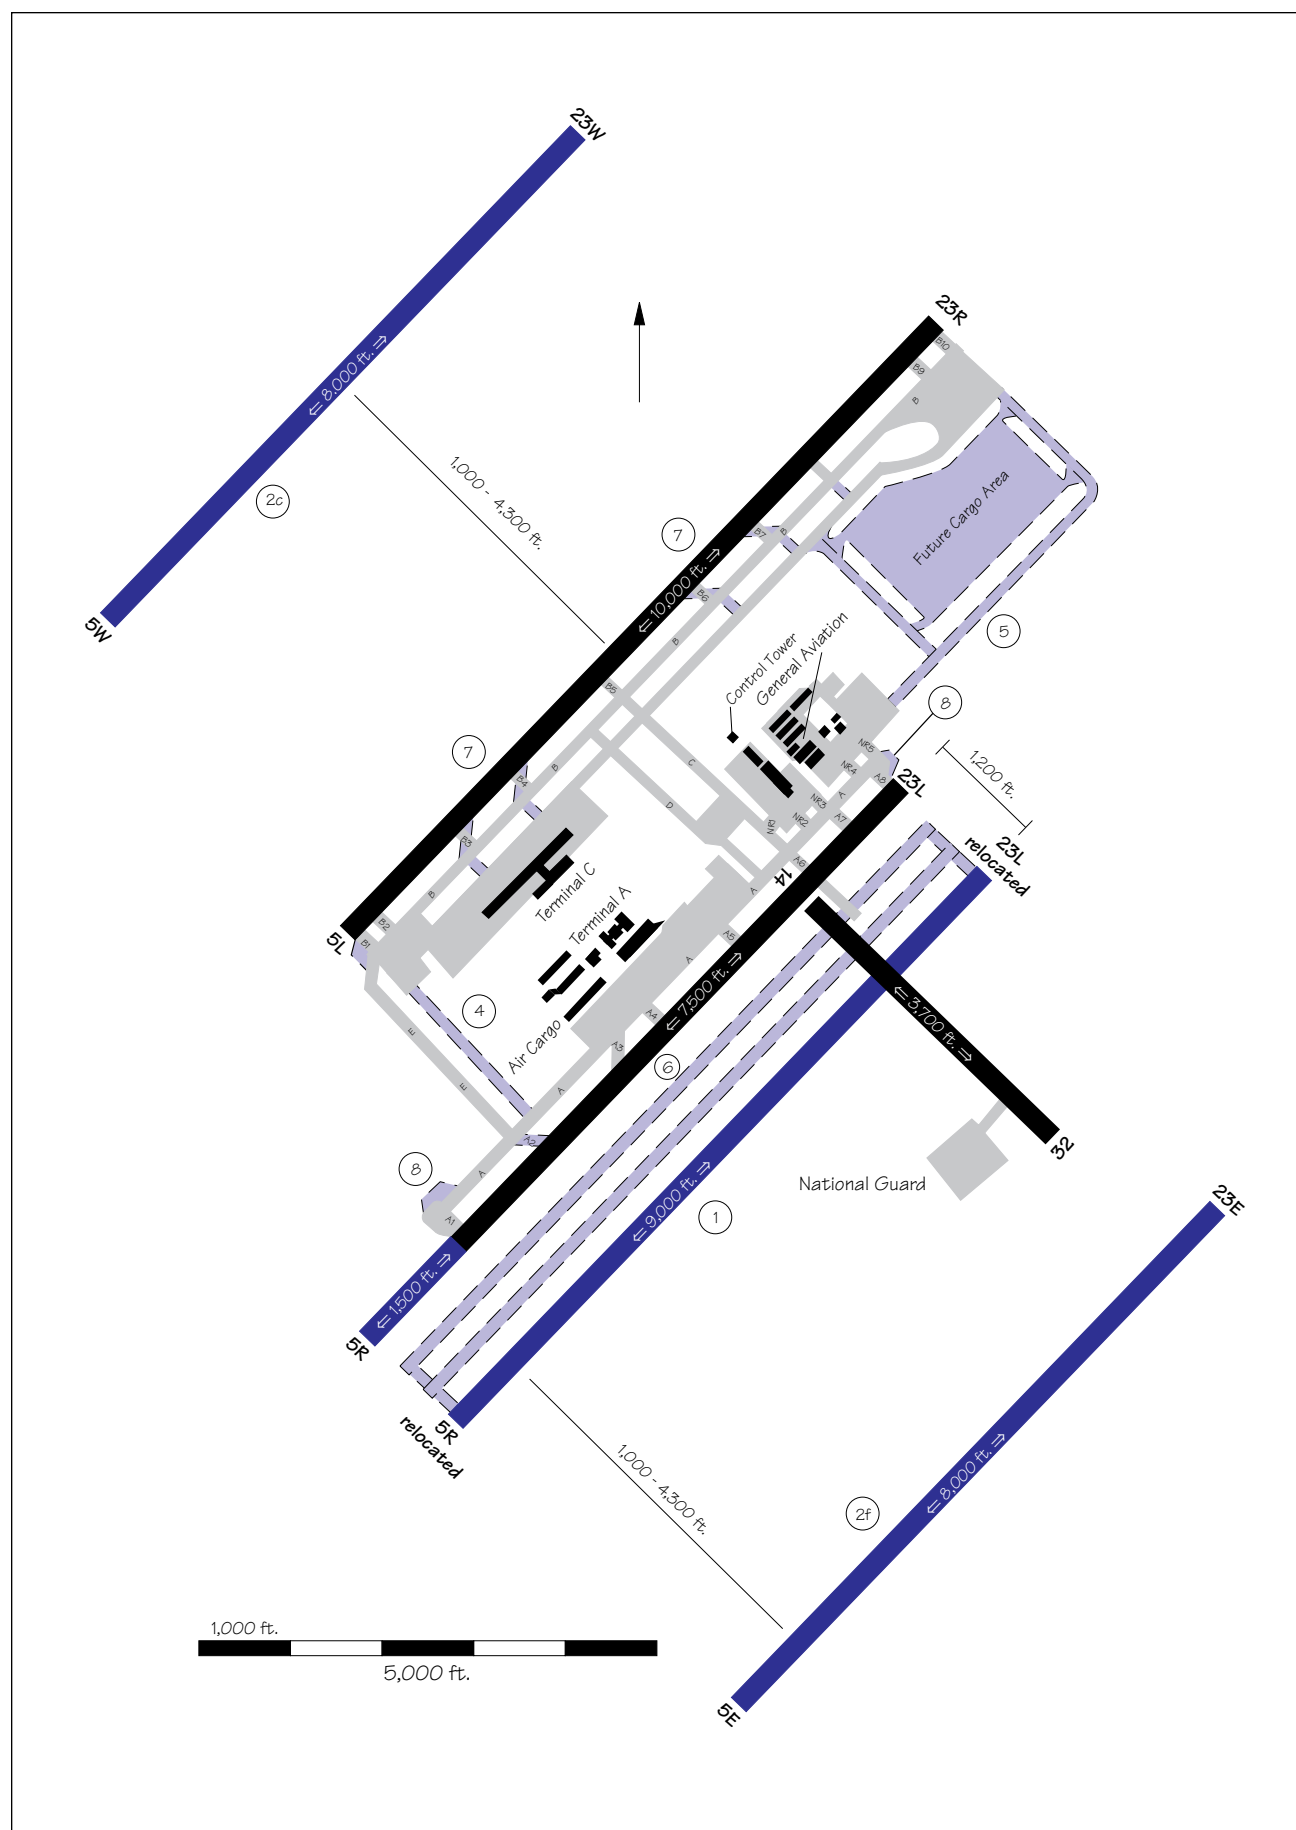 23W
23R
B10
B9
B
⇐ 8,000 ft. ⇒
1,000 - 4,300 ft.
2c
Future Cargo Area
7
B7
B
⇐ 10,000 ft. ⇒
B6
5W
5
B
Control Tower
General Aviation
B5
8
7
NR5
C
1,200 ft.
B
NR4
A8
B4
23L
A
D
NR3
A7
NR2
NR1
B3
23L
relocated
A6
14
Terminal C
B
A
Terminal A
B2
A5
B1
5L
A
⇐ 7,500 ft. ⇒
⇐ 3,700 ft. ⇒
4
A4
E
Air Cargo
A3
6
E
A
32
A2
8
A
National Guard
⇐ 9,000 ft. ⇒
1
23E
A1
⇐ 1,500 ft. ⇒
5R
5R
relocated
1,000 - 4,300 ft.
⇐ 8,000 ft. ⇒
2f
1,000 ft.
5,000 ft.
5E